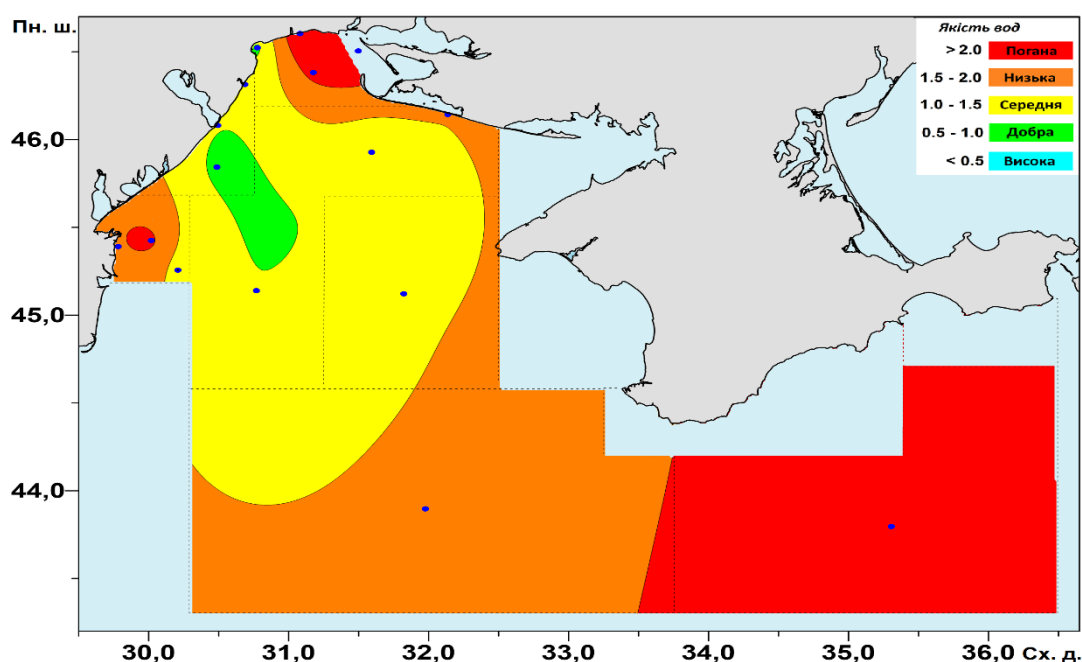 Пн. ш.
Якість вод
> 2.0 Погана
1.5 - 2.0 Низька
1.0 - 1.5 Середня
0.5 - 1.0 Добра
< 0.5 Висока
46,0
45,0
44,0
30,0 31,0 32,0 33,0 34,0 35,0 36,0 Сх. д.